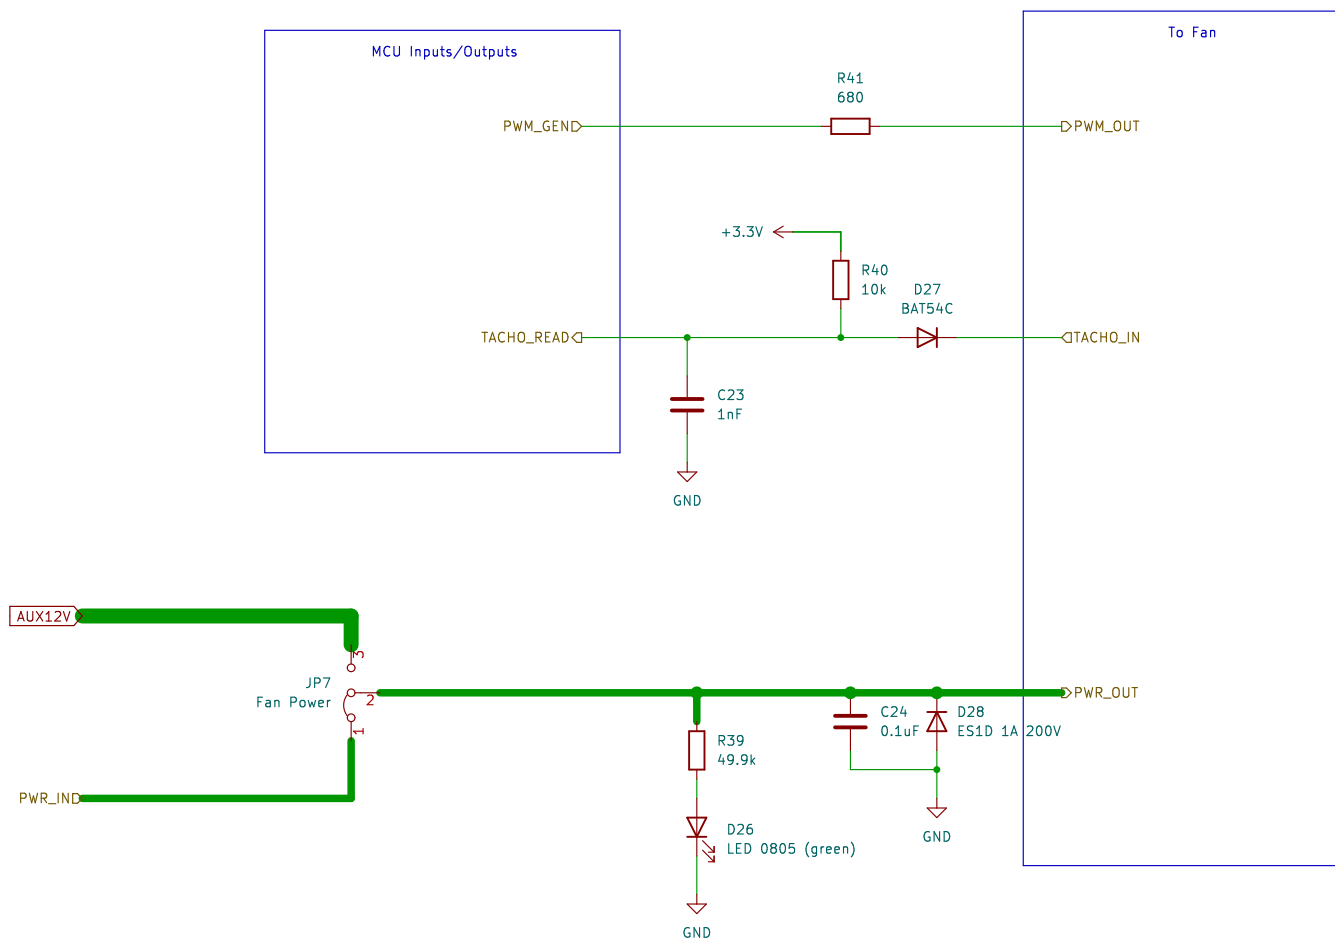 MCU Inputs/Outputs
To Fan
R41
680
PWM_GEN
PWM_OUT
+3.3V
R40
10k
D27
BAT54C
TACHO_READ
TACHO_IN
C23
1nF
GND
AUX12V
3
JP7
Fan Power
2
1
PWR_OUT
C24
0.1uF
D28
ES1D 1A 200V
R39
49.9k
PWR_IN
GND
D26
LED 0805 (green)
GND